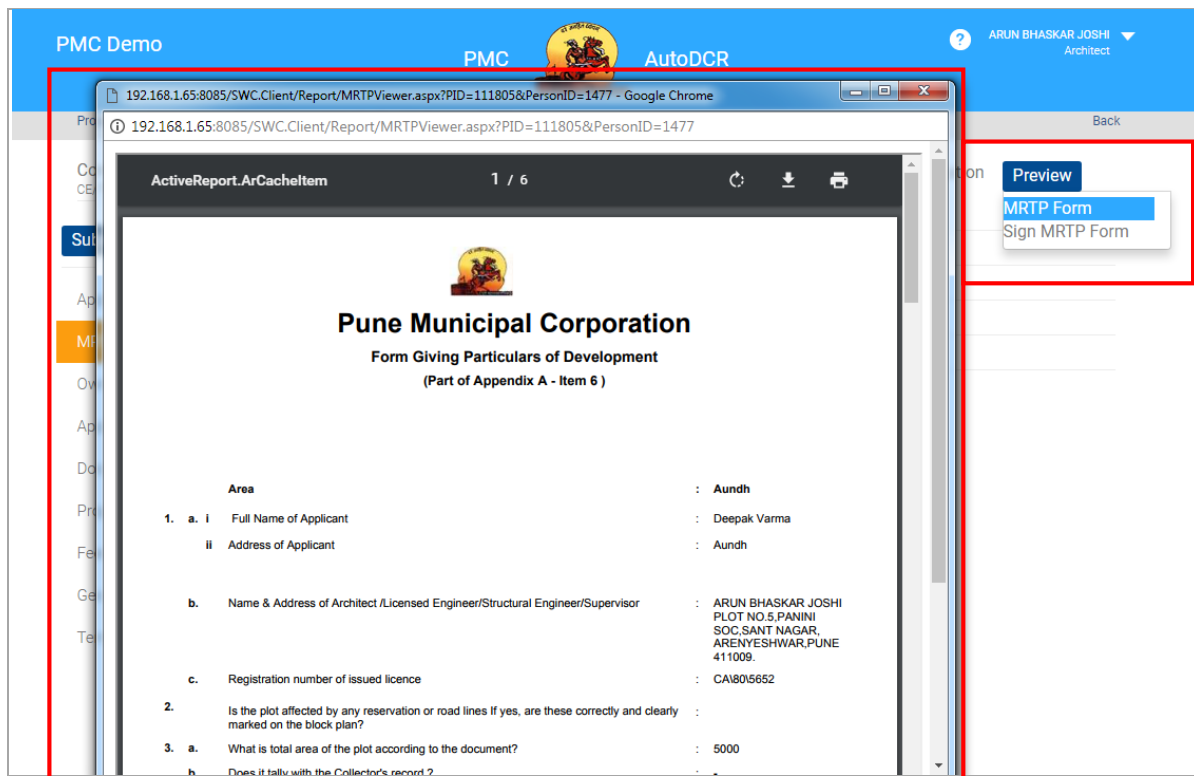 PMC Demo
PMC
AutoDCR
ARUN BHASKAR JOSHI
Architect
192.168.1.65:8085/SWC.Client/Report/MRTPViewer.aspx?PID=111805&PersonID=1477 - Google Chrome
192.168.1.65:8085/SWC.Client/Report/MRTPViewer.aspx?PID=111805&PersonID=1477
Back
ActiveReport.ArCacheItem
1 / 6
Preview
MRTP Form
Sign MRTP Form
Pune Municipal Corporation
Form Giving Particulars of Development
(Part of Appendix A - Item 6 )
Area : Aundh
1. a. i Full Name of Applicant : Deepak Varma
ii Address of Applicant : Aundh
b. Name & Address of Architect /Licensed Engineer/Structural Engineer/Supervisor : ARUN BHASKAR JOSHI
PLOT NO.5,PANINI
SOC,SANT NAGAR,
ARENYESHWAR,PUNE
411009.
c. Registration number of issued licence : CA\80\5652
2. Is the plot affected by any reservation or road lines If yes, are these correctly and clearly :
marked on the block plan?
3. a. What is total area of the plot according to the document? : 5000
b Does it tally with the Collector's record ? : -